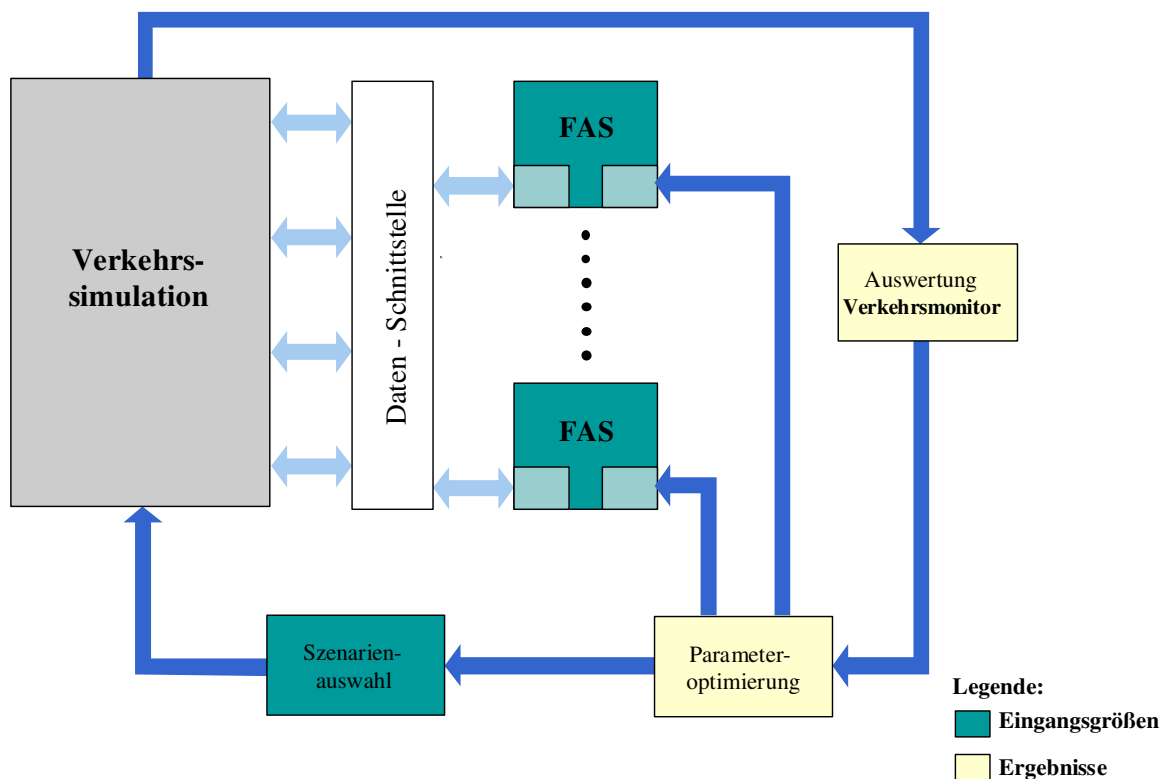 Verkehrs-
simulation
Daten - Schnittstelle
FAS
FAS
Auswertung
Verkehrsmonitor
Szenarien-
auswahl
Parameter-
optimierung
Legende:
Eingangsgrößen
Ergebnisse